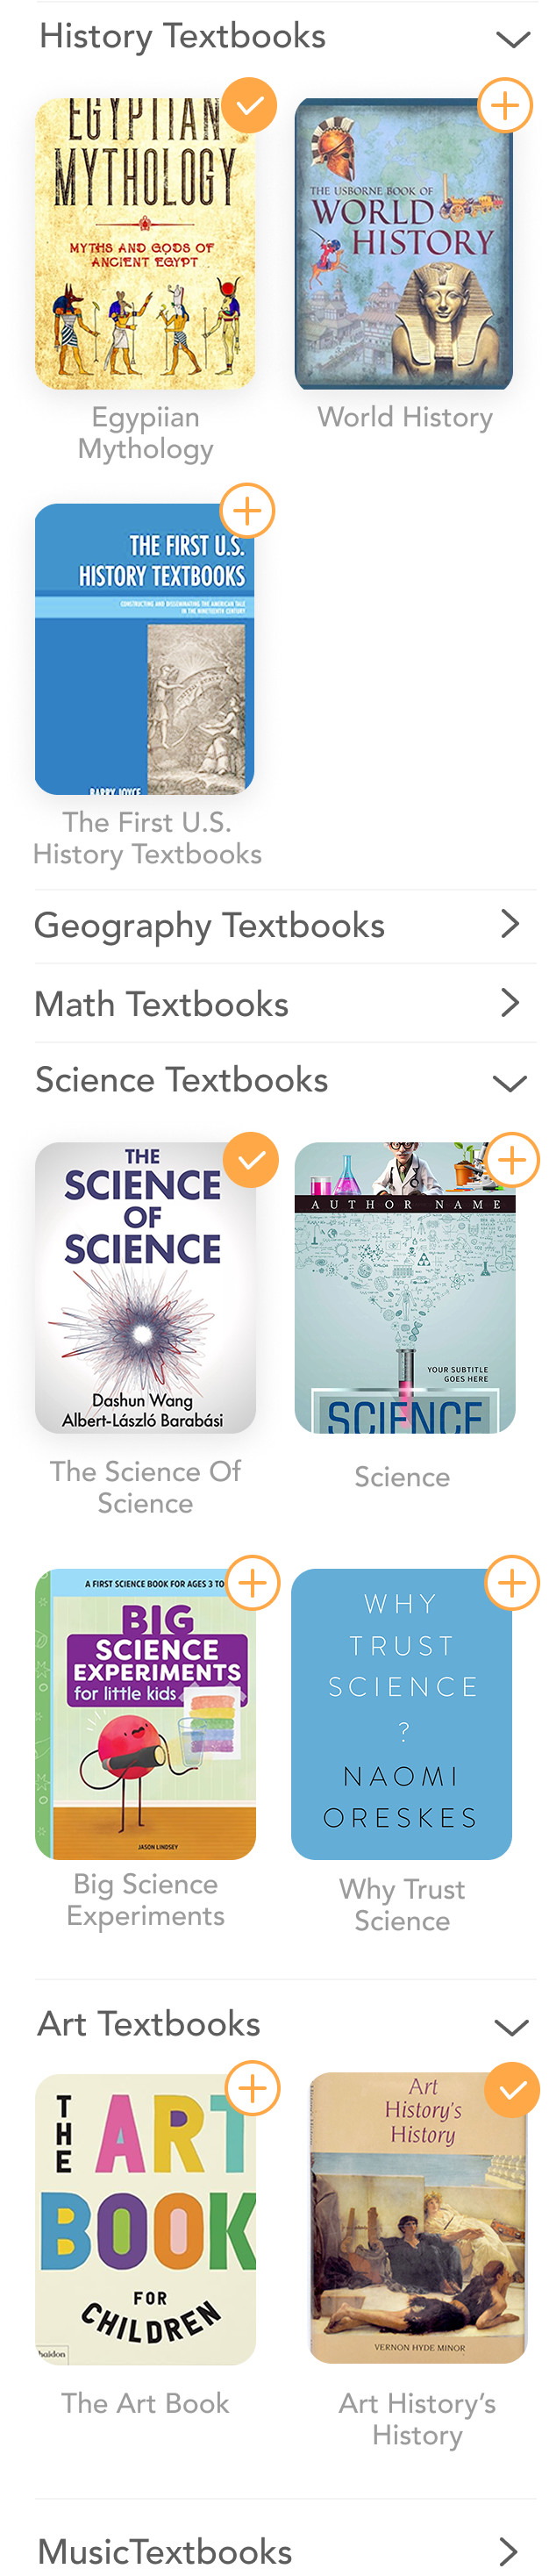 History Textbooks
EGYPTIAN
MYTHOLOGY
MYTHS AND GODS OF
ANCIENT EGYPT
THE USBORNE BOOK OF
WORLD
HISTORY
Egypiian
Mythology
World History
THE FIRST U.S.
HISTORY TEXTBOOKS
CONSTRUCTING AND DISSEMINATING THE AMERICAN TALE
IN THE NINETEENTH CENTURY
BARRY JOYCE
The First U.S.
History Textbooks
Geography Textbooks
Math Textbooks
Science Textbooks
THE
SCIENCE
OF
SCIENCE
Dashun Wang
Albert-László Barabási
AUTHOR NAME
YOUR SUBTITLE
GOES HERE
SCIENCE
The Science Of
Science
Science
A FIRST SCIENCE BOOK FOR AGES 3 TO
BIG
SCIENCE
EXPERIMENTS
for little kids
JASON LINDSEY
WHY
TRUST
SCIENCE
?
NAOMI
ORESKES
Big Science
Experiments
Why Trust
Science
Art Textbooks
THE ART
BOOK
FOR
CHILDREN
haidon
Art
History's
History
VERNON HYDE MINOR
The Art Book
Art History’s
History
MusicTextbooks